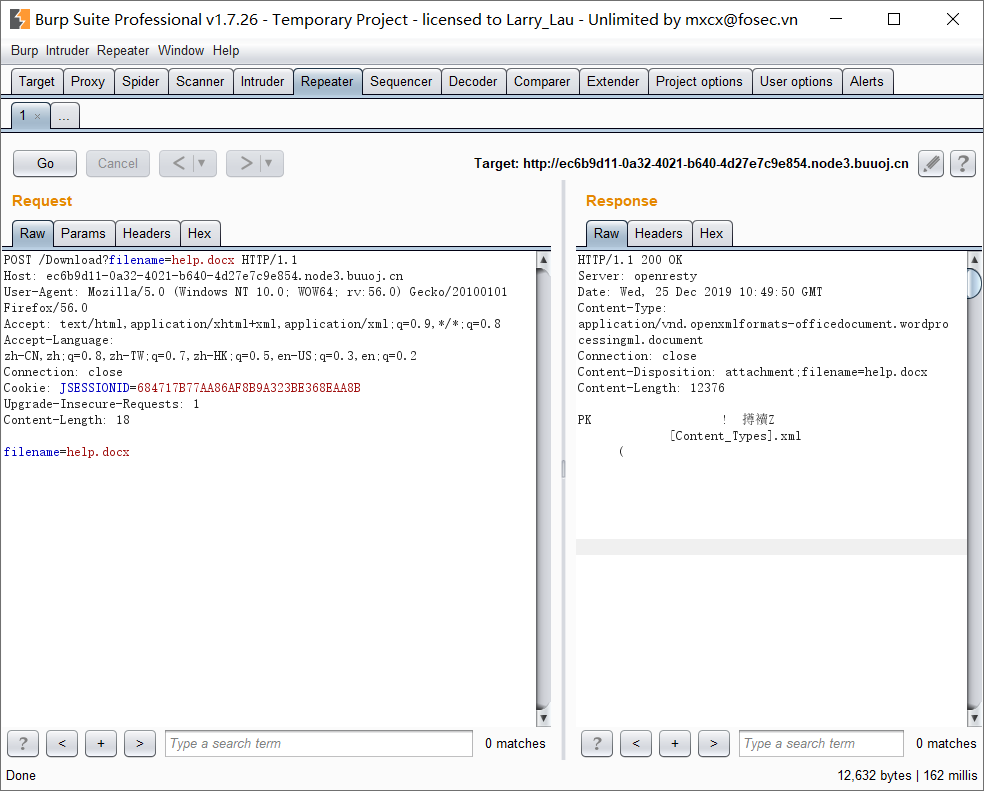 Burp Suite Professional v1.7.26 - Temporary Project - licensed to Larry_Lau - Unlimited by mxcx@fosec.vn
Burp Intruder Repeater Window Help
Target Proxy Spider Scanner Intruder Repeater Sequencer Decoder Comparer Extender Project options User options Alerts
1 × ...
Go Cancel < ▼ > ▼ Target: http://ec6b9d11-0a32-4021-b640-4d27e7c9e854.node3.buuoj.cn ?
Request
Raw Params Headers Hex
POST /Download?filename=help.docx HTTP/1.1
Host: ec6b9d11-0a32-4021-b640-4d27e7c9e854.node3.buuoj.cn
User-Agent: Mozilla/5.0 (Windows NT 10.0; WOW64; rv:56.0) Gecko/20100101
Firefox/56.0
Accept: text/html,application/xhtml+xml,application/xml;q=0.9,*/*;q=0.8
Accept-Language:
zh-CN,zh;q=0.8,zh-TW;q=0.7,zh-HK;q=0.5,en-US;q=0.3,en;q=0.2
Connection: close
Cookie: JSESSIONID=684717B77AA86AF8B9A323BE368EAA8B
Upgrade-Insecure-Requests: 1
Content-Length: 18
filename=help.docx
? < + > Type a search term 0 matches
Response
Raw Headers Hex
HTTP/1.1 200 OK
Server: openresty
Date: Wed, 25 Dec 2019 10:49:50 GMT
Content-Type:
application/vnd.openxmlformats-officedocument.wordpro
cessingml.document
Connection: close
Content-Disposition: attachment;filename=help.docx
Content-Length: 12376
PK !
[Content_Types].xml
(
? < + > Type a search term 0 matches
Done 12,632 bytes | 162 millis